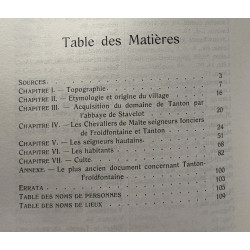 Table des Matières
SOURCES. 3
CHAPITRE I. — Topographie. 7
CHAPITRE II. — Etymologie et origine du village 16
CHAPITRE III. — Acquisition du domaine de Tanton par
l'abbaye de Stavelot 20
CHAPITRE IV. — Les Chevaliers de Malte seigneurs fonciers
de Froidfontaine et Tanton 24
CHAPITRE V. — Les seigneurs hautains. 51
CHAPITRE VI. — Les habitants 66
CHAPITRE VII. — Culte. 82
ANNEXE. — Le plus ancien document concernant Tanton-
Froidfontaine 100
ERRATA 103
TABLE DES NOMS DE PERSONNES 105
TABLE DES NOMS DE LIEUX 109